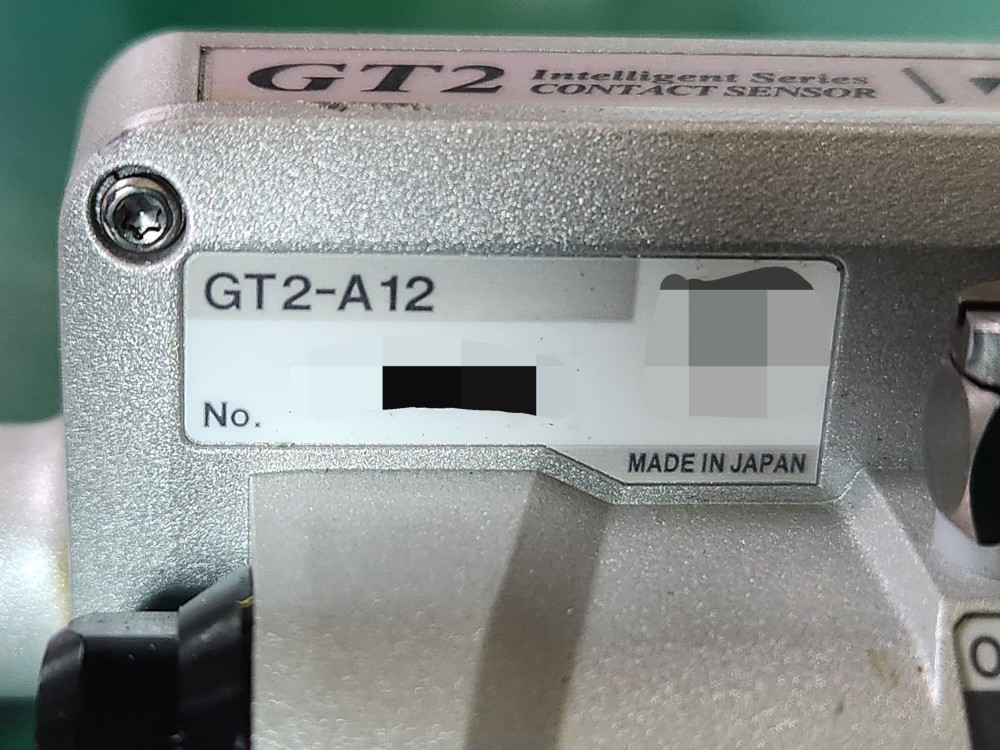 GT2 Intelligent Series
CONTACT SENSOR
GT2-A12
No.
MADE IN JAPAN